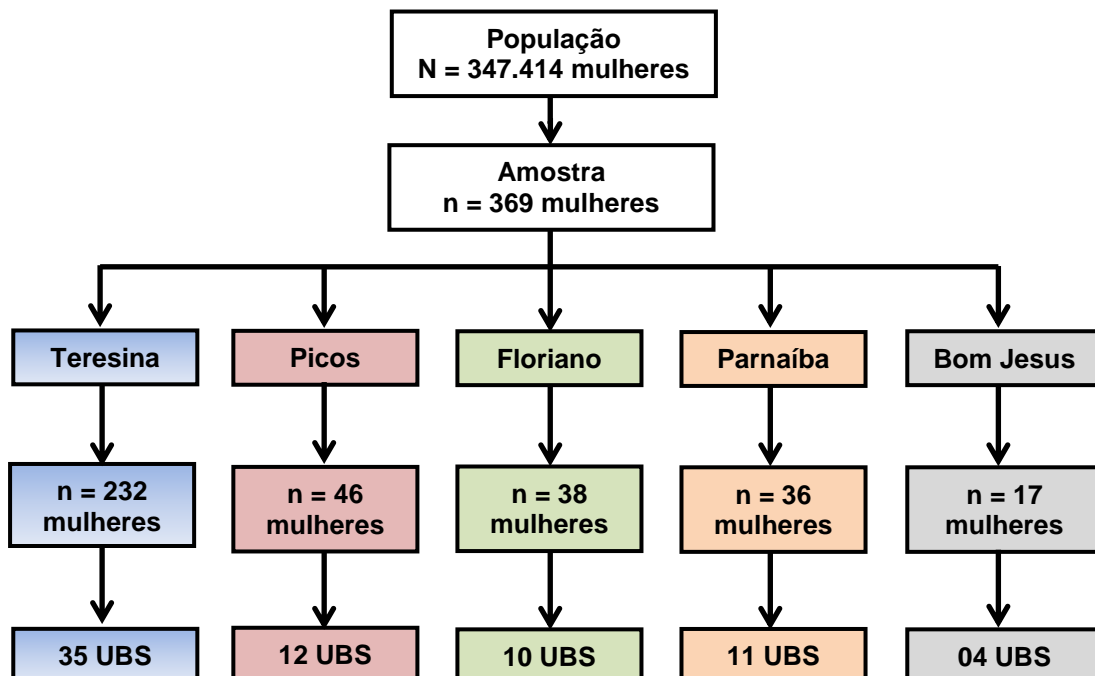 População
N = 347.414 mulheres
Amostra
n = 369 mulheres
Teresina
Picos
Floriano
Parnaíba
Bom Jesus
n = 232
mulheres
n = 46
mulheres
n = 38
mulheres
n = 36
mulheres
n = 17
mulheres
35 UBS
12 UBS
10 UBS
11 UBS
04 UBS